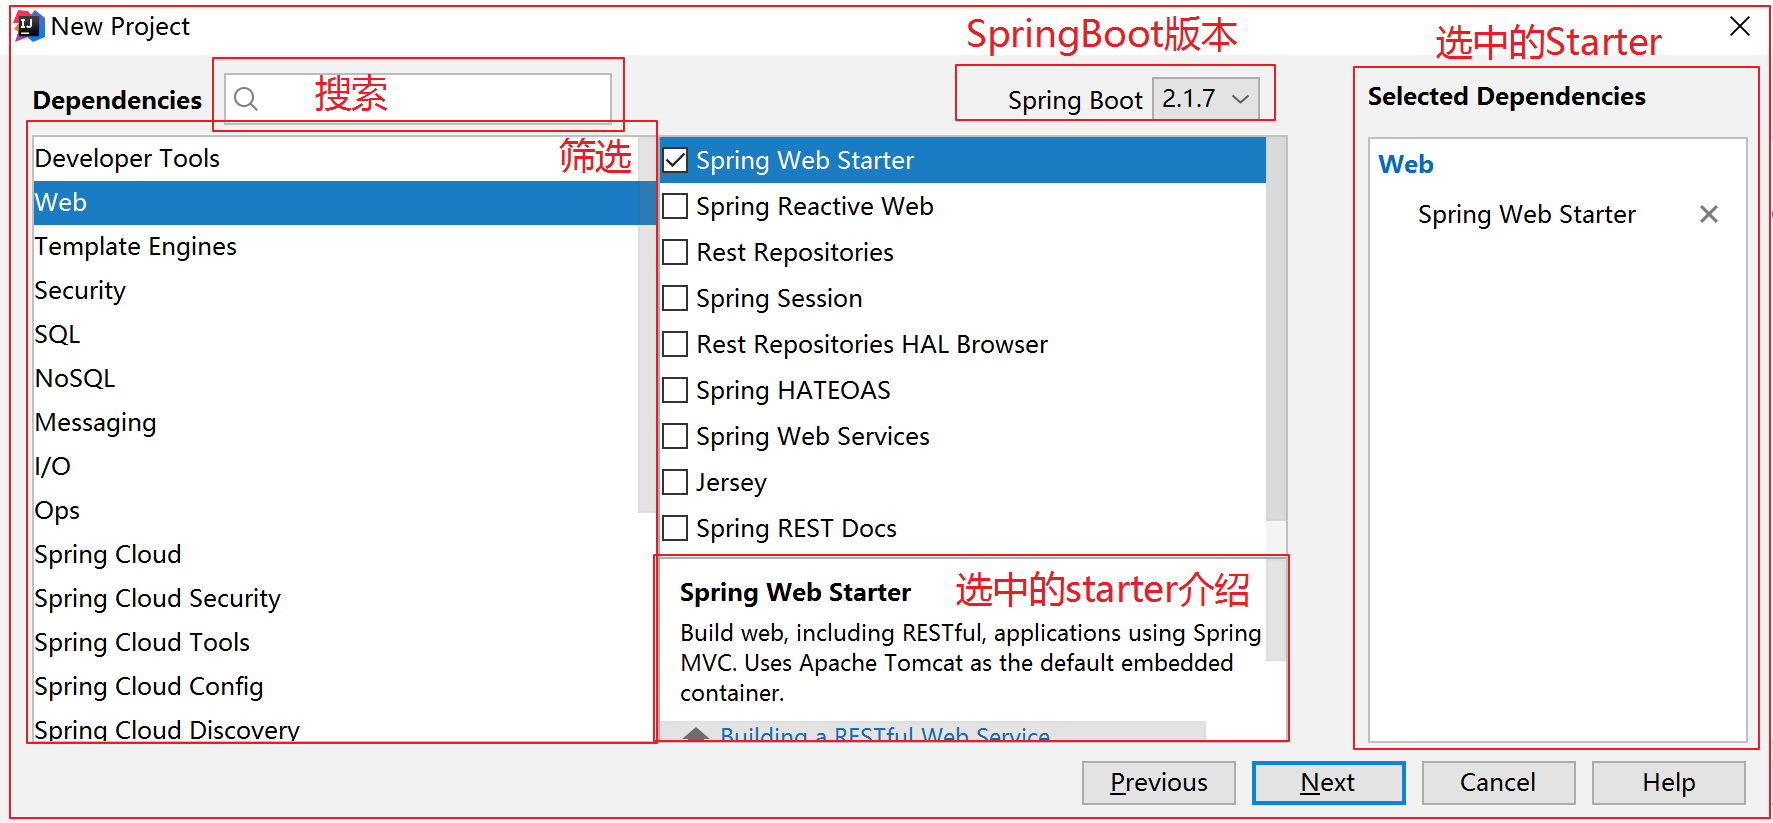 New Project
SpringBoot版本
选中的Starter
Dependencies
搜索
Spring Boot 2.1.7
Selected Dependencies
筛选
Developer Tools
Web
Template Engines
Security
SQL
NoSQL
Messaging
I/O
Ops
Spring Cloud
Spring Cloud Security
Spring Cloud Tools
Spring Cloud Config
Spring Cloud Discovery
Spring Web Starter
Spring Reactive Web
Rest Repositories
Spring Session
Rest Repositories HAL Browser
Spring HATEOAS
Spring Web Services
Jersey
Spring REST Docs
Spring Web Starter
选中的starter介绍
Build web, including RESTful, applications using Spring
MVC. Uses Apache Tomcat as the default embedded
container.
Building a RESTful Web Service
Web
Spring Web Starter
Previous
Next
Cancel
Help